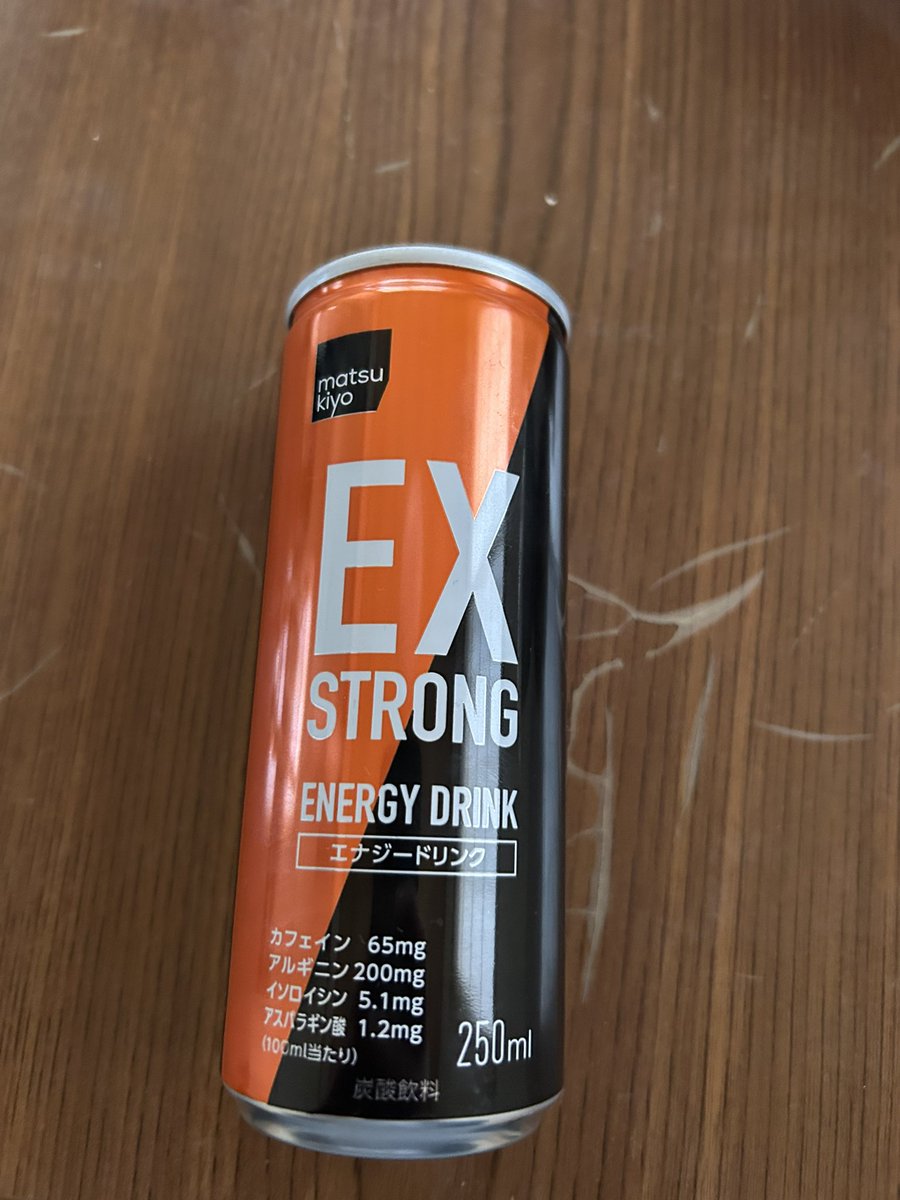 matsu
kiyo
EX
STRONG
ENERGY DRINK
エナジードリンク
カフェイン 65mg
アルギニン 200mg
イソロイシン 5.1mg
アスパラギン酸 1.2mg
(100ml当たり)
250ml
炭酸飲料